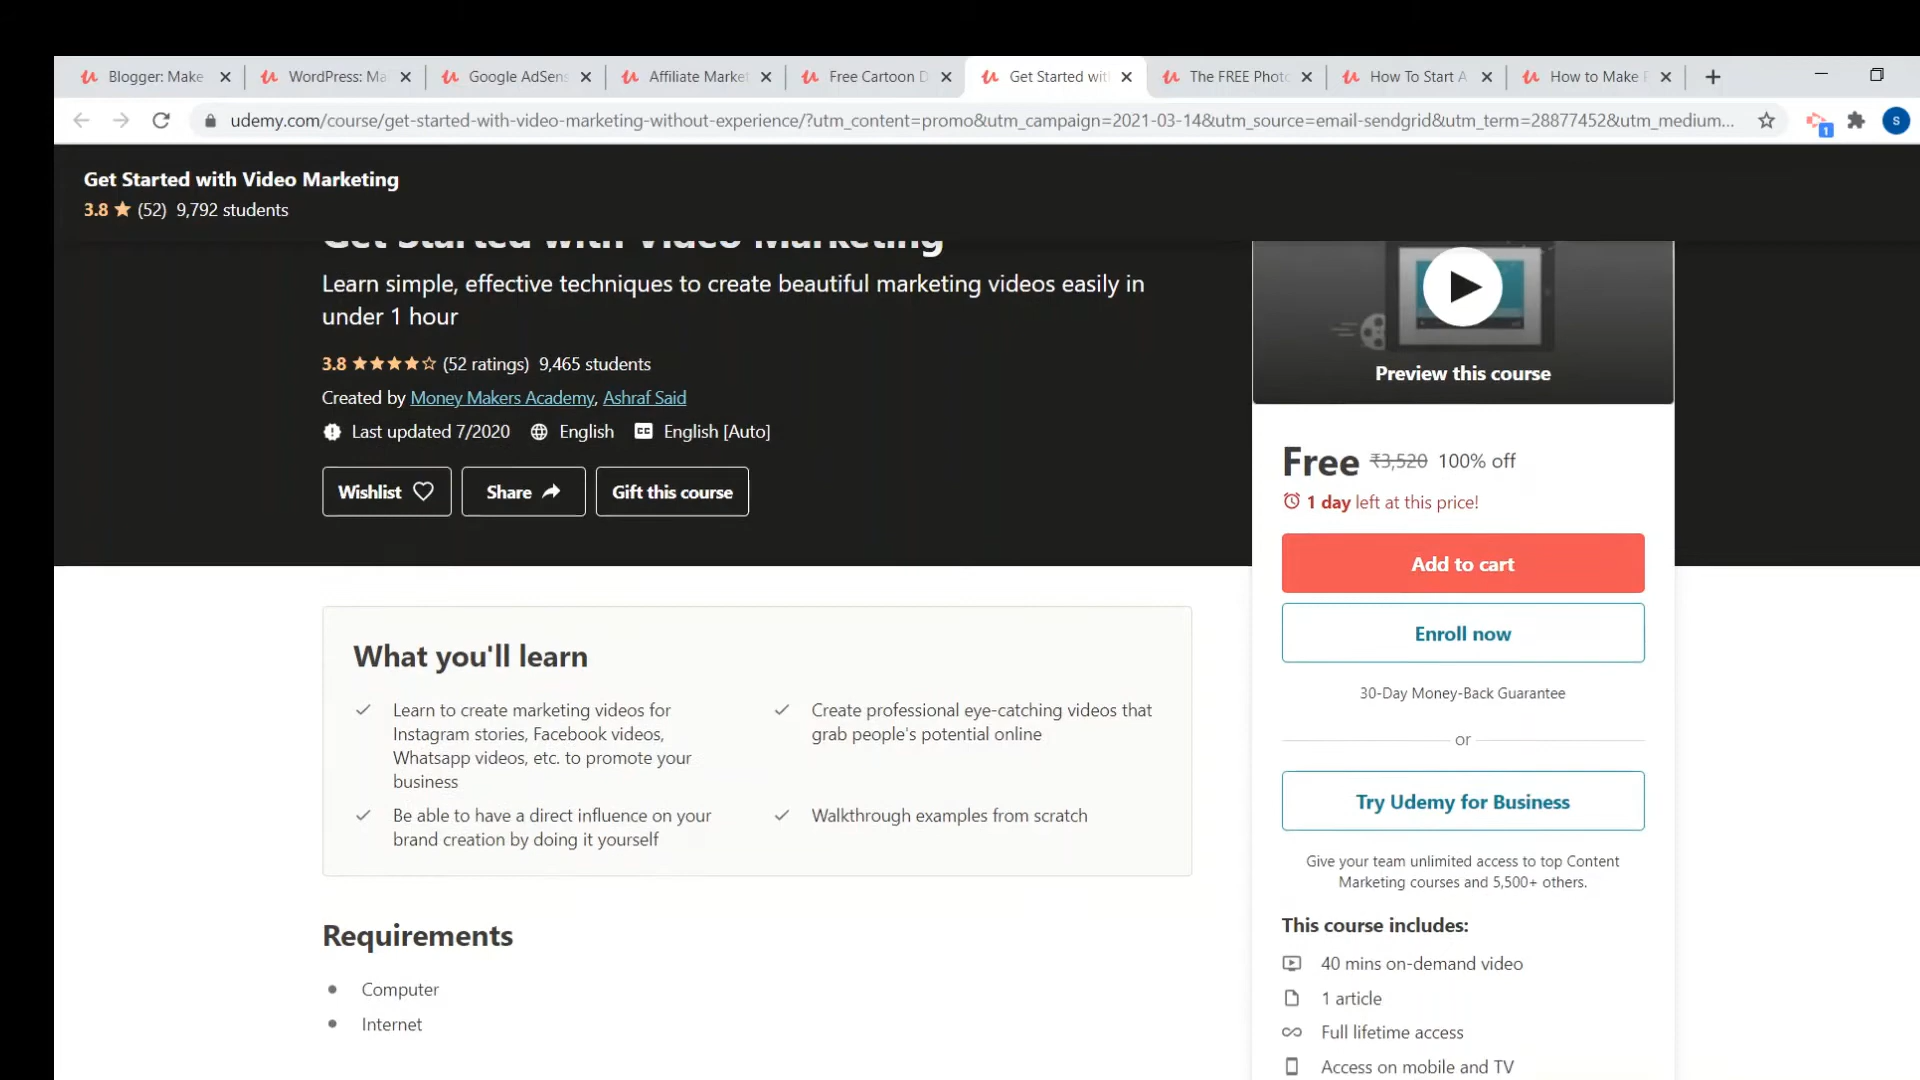 Blogger: Make
WordPress: Ma
Google AdSens
Affiliate Market
Free Cartoon D
Get Started wit
The FREE Photo
How To Start A
How to Make
udemy.com/course/get-started-with-video-marketing-without-experience/?utm_content=promo&utm_campaign=2021-03-14&utm_source=email-sendgrid&utm_term=28877452&utm_medium...
1
S
Get Started with Video Marketing
3.8 ★ (52) 9,792 students
Get Started with Video Marketing
Learn simple, effective techniques to create beautiful marketing videos easily in
under 1 hour
3.8 (52 ratings) 9,465 students
Created by Money Makers Academy, Ashraf Said
Last updated 7/2020 English CC English [Auto]
Wishlist
Share
Gift this course
Preview this course
Free ₹3,520 100% off
1 day left at this price!
Add to cart
Enroll now
30-Day Money-Back Guarantee
or
Try Udemy for Business
Give your team unlimited access to top Content
Marketing courses and 5,500+ others.
This course includes:
40 mins on-demand video
1 article
Full lifetime access
Access on mobile and TV
What you'll learn
Learn to create marketing videos for
Instagram stories, Facebook videos,
Whatsapp videos, etc. to promote your
business
Create professional eye-catching videos that
grab people's potential online
Be able to have a direct influence on your
brand creation by doing it yourself
Walkthrough examples from scratch
Requirements
Computer
Internet